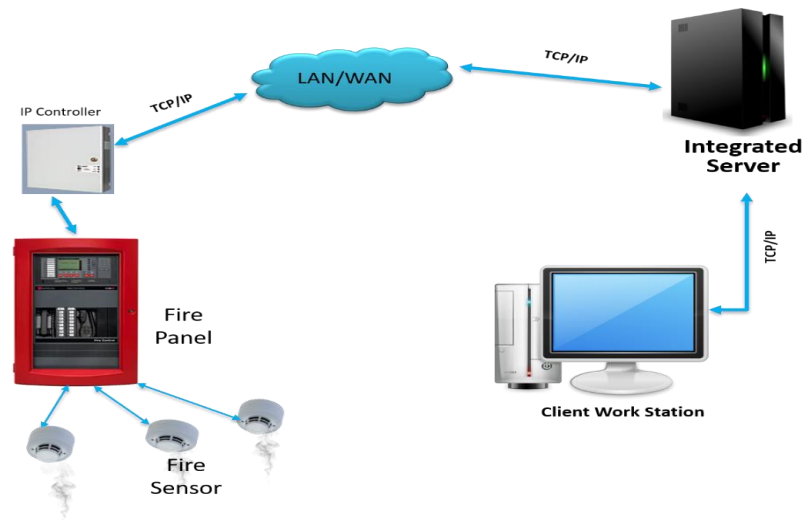 LAN/WAN
TCP/IP
TCP/IP
IP Controller
Integrated
Server
TCP/IP
Fire
Panel
Client Work Station
Fire
Sensor